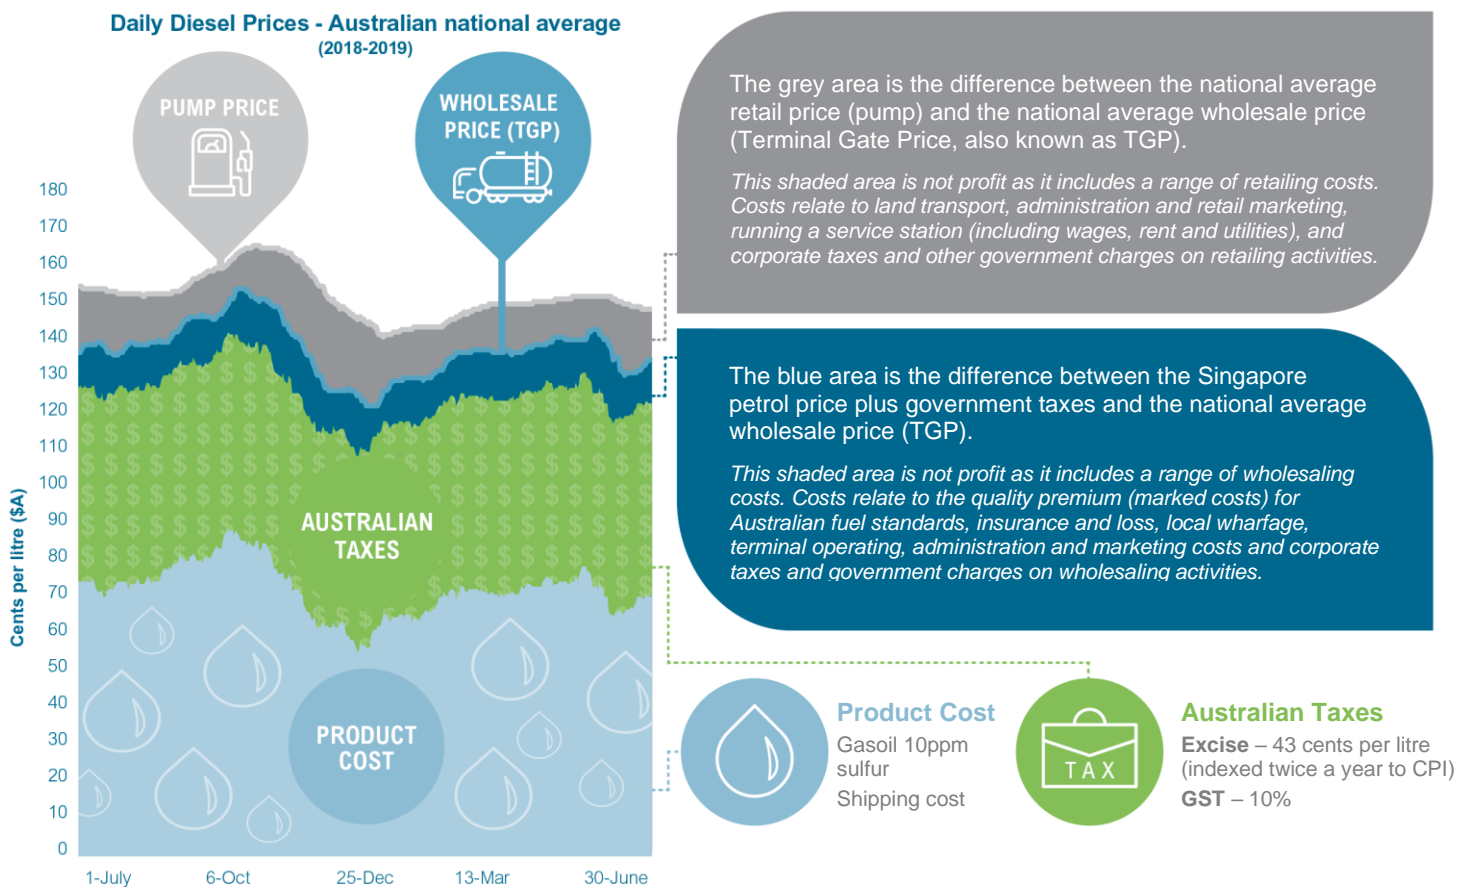 Daily Diesel Prices - Australian national average
(2018-2019)
PUMP PRICE
WHOLESALE
PRICE (TGP)
180
170
160
150
140
130
120
110
100
90
80
70
60
50
40
30
20
10
0
Cents per litre ($A)
1-July
6-Oct
25-Dec
13-Mar
30-June
AUSTRALIAN
TAXES
PRODUCT
COST
The grey area is the difference between the national average
retail price (pump) and the national average wholesale price
(Terminal Gate Price, also known as TGP).
This shaded area is not profit as it includes a range of retailing costs.
Costs relate to land transport, administration and retail marketing,
running a service station (including wages, rent and utilities), and
corporate taxes and other government charges on retailing activities.
The blue area is the difference between the Singapore
petrol price plus government taxes and the national average
wholesale price (TGP).
This shaded area is not profit as it includes a range of wholesaling
costs. Costs relate to the quality premium (marked costs) for
Australian fuel standards, insurance and loss, local wharfage,
terminal operating, administration and marketing costs and corporate
taxes and government charges on wholesaling activities.
Product Cost
Gasoil 10ppm
sulfur
Shipping cost
TAX
Australian Taxes
Excise – 43 cents per litre
(indexed twice a year to CPI)
GST – 10%